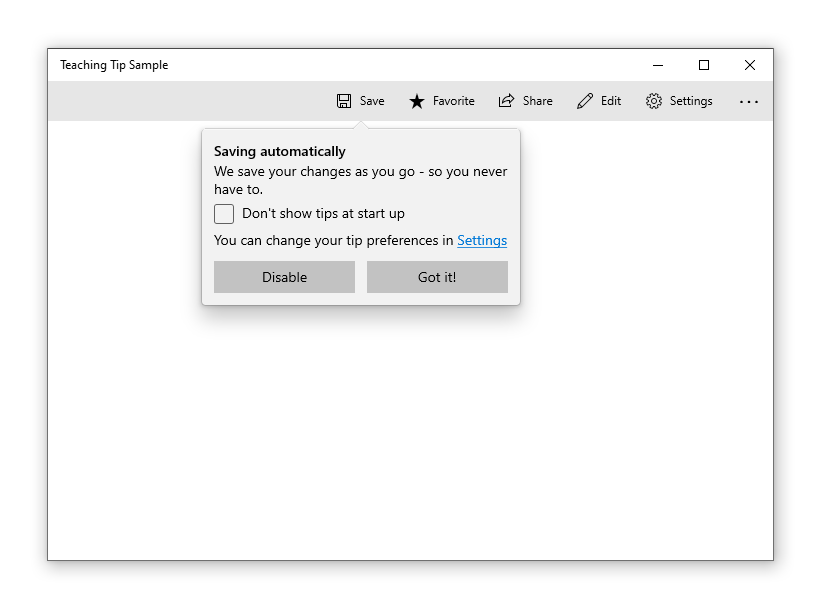 Teaching Tip Sample
Save Favorite Share Edit Settings
Saving automatically
We save your changes as you go - so you never
have to.
Don't show tips at start up
You can change your tip preferences in Settings
Disable Got it!